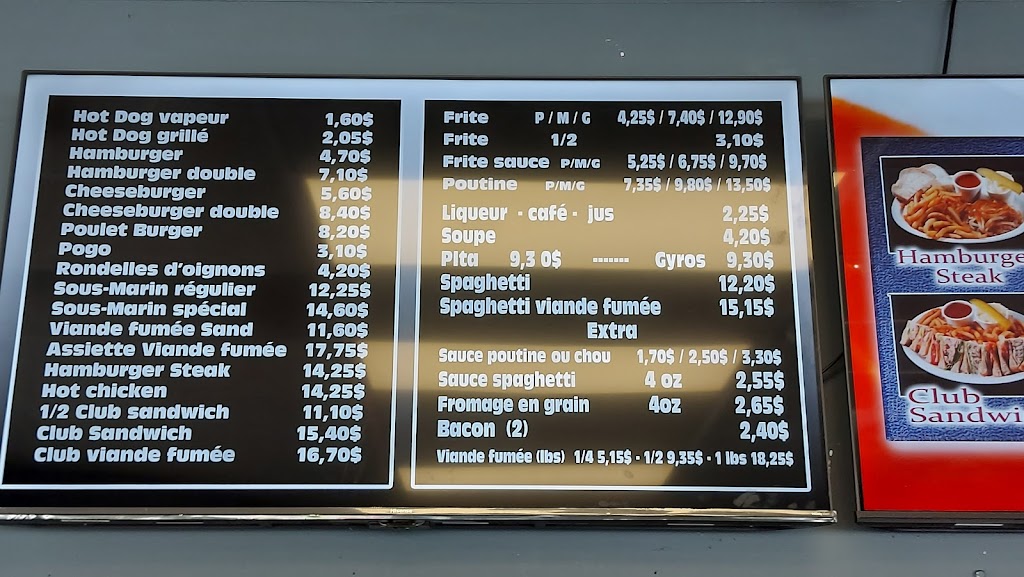 Hot Dog vapeur 1,60$
Hot Dog grillé 2,05$
Hamburger 4,70$
Hamburger double 7,10$
Cheeseburger 5,60$
Cheeseburger double 8,40$
Poulet Burger 8,20$
Pogo 3,10$
Rondelles d'oignons 4,20$
Sous-Marin régulier 12,25$
Sous-Marin spécial 14,60$
Viande fumée Sand 11,60$
Assiette Viande fumée 17,75$
Hamburger Steak 14,25$
Hot chicken 14,25$
1/2 Club sandwich 11,10$
Club Sandwich 15,40$
Club viande fumée 16,70$
Frite P / M / G 4,25$ / 7,40$ / 12,90$
Frite 1/2 3,10$
Frite sauce P/M/G 5,25$ / 6,75$ / 9,70$
Poutine P/M/G 7,35$ / 9,80$ / 13,50$
Liqueur - café - jus 2,25$
Soupe 4,20$
Pita 9,3 0$ ------- Gyros 9,30$
Spaghetti 12,20$
Spaghetti viande fumée 15,15$
Extra
Sauce poutine ou chou 1,70$ / 2,50$ / 3,30$
Sauce spaghetti 4 oz 2,55$
Fromage en grain 4oz 2,65$
Bacon (2) 2,40$
Viande fumée (lbs) 1/4 5,15$ - 1/2 9,35$ - 1 lbs 18,25$
Hamburge
Steak
Club
Sandwi